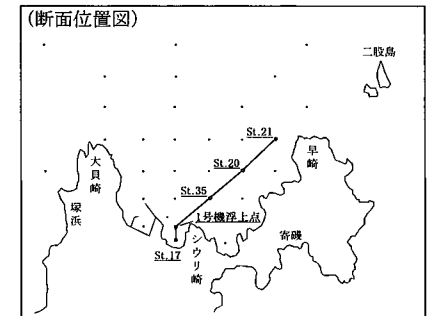 (断面位置図)
二股島
St.21
早崎
大貝崎
St.20
塚浜
St.35
1号機浮上点
寄磯
シウリ崎
St.17